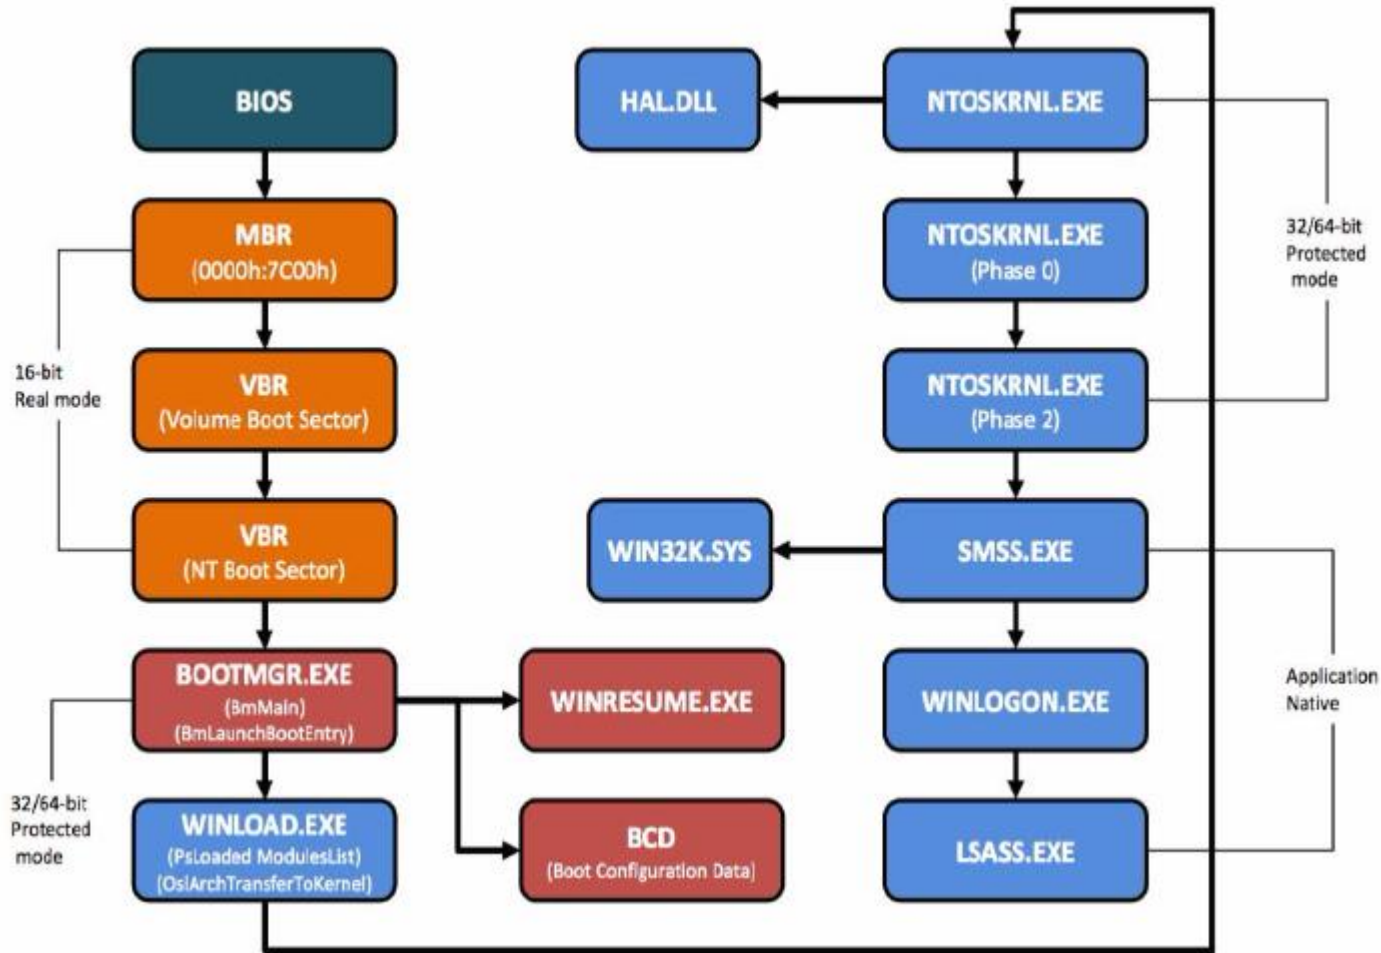 BIOS
MBR
(0000h:7C00h)
16-bit
Real mode
VBR
(Volume Boot Sector)
VBR
(NT Boot Sector)
BOOTMGR.EXE
(BmMain)
(BmLaunchBootEntry)
32/64-bit
Protected
mode
WINLOAD.EXE
(PsLoaded ModulesList)
(OslArchTransferToKernel)
WINRESUME.EXE
BCD
(Boot Configuration Data)
HAL.DLL
NTOSKRNL.EXE
NTOSKRNL.EXE
(Phase 0)
32/64-bit
Protected
mode
NTOSKRNL.EXE
(Phase 2)
WIN32K.SYS
SMSS.EXE
WINLOGON.EXE
Application
Native
LSASS.EXE